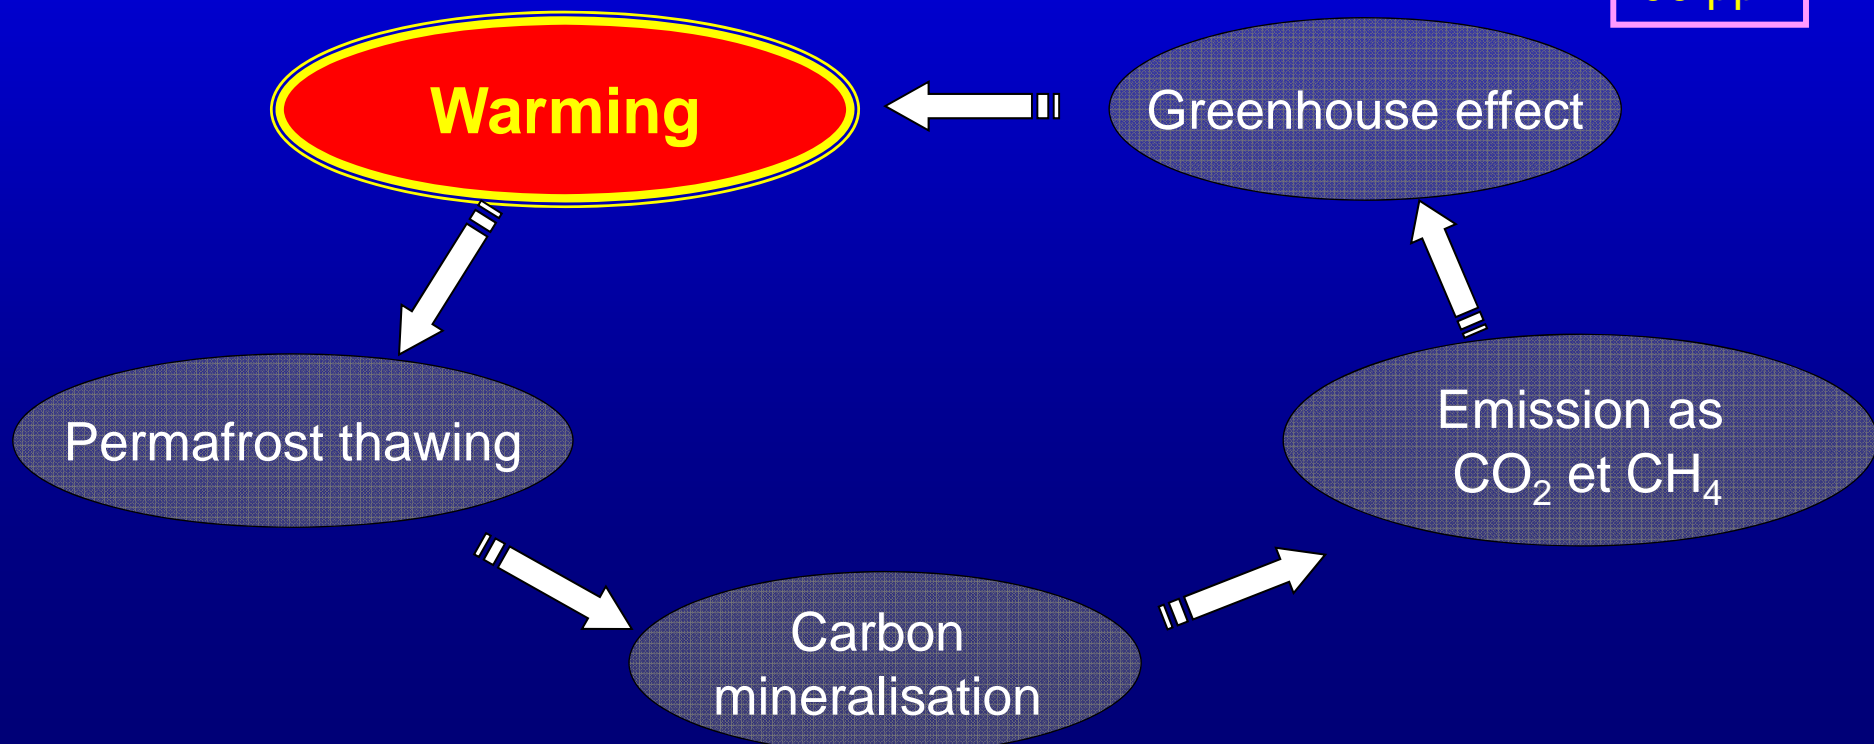 Warming
Greenhouse effect
Permafrost thawing
Emission as
CO₂ et CH₄
Carbon
mineralisation